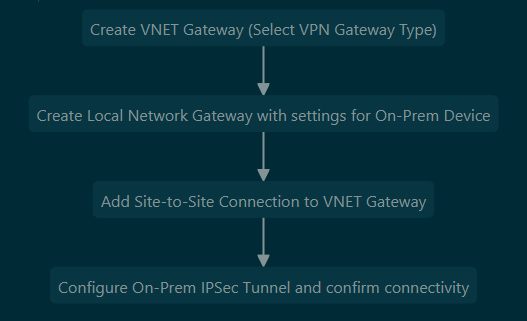 Create VNET Gateway (Select VPN Gateway Type)
Create Local Network Gateway with settings for On-Prem Device
Add Site-to-Site Connection to VNET Gateway
Configure On-Prem IPSec Tunnel and confirm connectivity